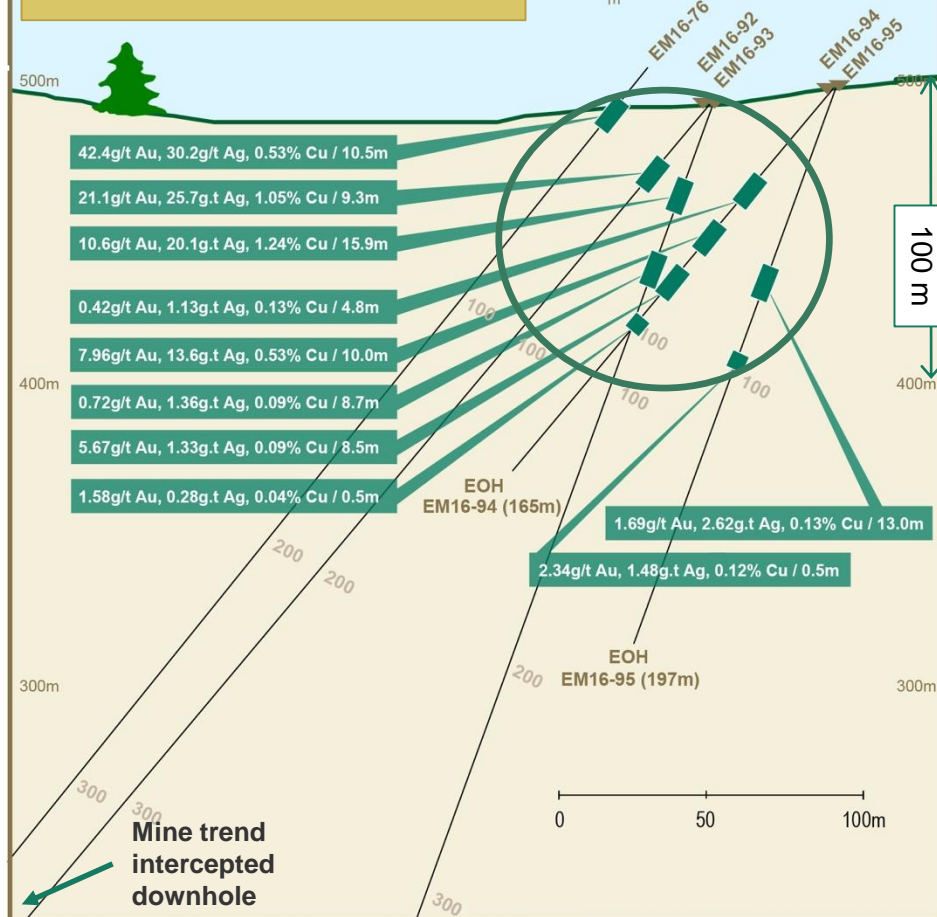 m
EM16-76
EM16-92
EM16-93
EM16-94
EM16-95
500m
500m
42.4g/t Au, 30.2g/t Ag, 0.53% Cu / 10.5m
21.1g/t Au, 25.7g.t Ag, 1.05% Cu / 9.3m
10.6g/t Au, 20.1g.t Ag, 1.24% Cu / 15.9m
0.42g/t Au, 1.13g.t Ag, 0.13% Cu / 4.8m
7.96g/t Au, 13.6g.t Ag, 0.53% Cu / 10.0m
0.72g/t Au, 1.36g.t Ag, 0.09% Cu / 8.7m
5.67g/t Au, 1.33g.t Ag, 0.09% Cu / 8.5m
1.58g/t Au, 0.28g.t Ag, 0.04% Cu / 0.5m
100 m
100
100
100
100
100
400m
400m
EOH
EM16-94 (165m)
1.69g/t Au, 2.62g.t Ag, 0.13% Cu / 13.0m
2.34g/t Au, 1.48g.t Ag, 0.12% Cu / 0.5m
200
200
200
EOH
EM16-95 (197m)
300m
300m
300
300
300
0
50
100m
Mine trend
intercepted
downhole